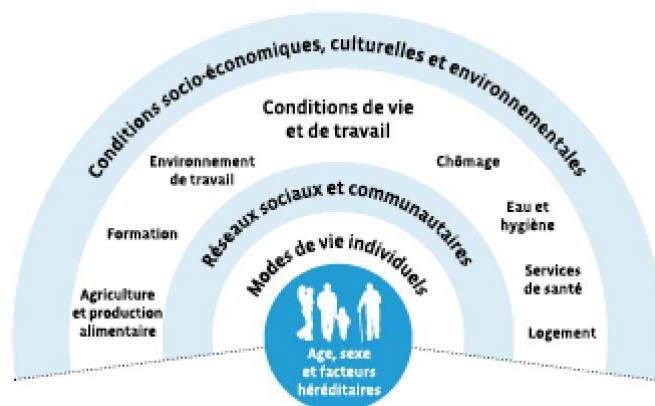 Conditions socio-économiques, culturelles et environnementales
Conditions de vie
et de travail
Environnement
de travail
Chômage
Réseaux sociaux et communautaires
Formation
Eau et
hygiène
Modes de vie individuels
Agriculture
et production
alimentaire
Services
de santé
Logement
Age, sexe
et facteurs
héréditaires